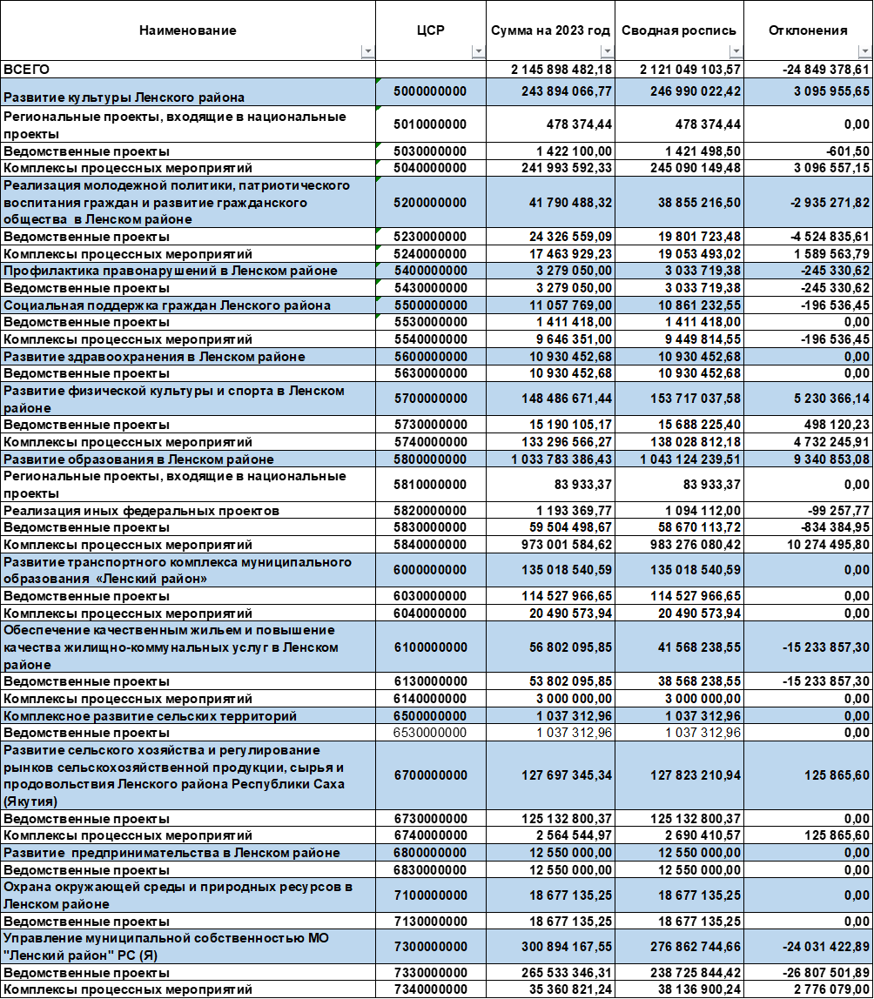 Наименование ЦСР Сумма на 2023 год Сводная роспись Отклонения
ВСЕГО 2 145 898 482,18 2 121 049 103,57 -24 849 378,61
Развитие культуры Ленского района 5000000000 243 894 066,77 246 990 022,42 3 095 955,65
Региональные проекты, входящие в национальные
проекты 5010000000 478 374,44 478 374,44 0,00
Ведомственные проекты 5030000000 1 422 100,00 1 421 498,50 -601,50
Комплексы процессных мероприятий 5040000000 241 993 592,33 245 090 149,48 3 096 557,15
Реализация молодежной политики, патриотического
воспитания граждан и развитие гражданского
общества в Ленском районе 5200000000 41 790 488,32 38 855 216,50 -2 935 271,82
Ведомственные проекты 5230000000 24 326 559,09 19 801 723,48 -4 524 835,61
Комплексы процессных мероприятий 5240000000 17 463 929,23 19 053 493,02 1 589 563,79
Профилактика правонарушений в Ленском районе 5400000000 3 279 050,00 3 033 719,38 -245 330,62
Ведомственные проекты 5430000000 3 279 050,00 3 033 719,38 -245 330,62
Социальная поддержка граждан Ленского района 5500000000 11 057 769,00 10 861 232,55 -196 536,45
Ведомственные проекты 5530000000 1 411 418,00 1 411 418,00 0,00
Комплексы процессных мероприятий 5540000000 9 646 351,00 9 449 814,55 -196 536,45
Развитие здравоохранения в Ленском районе 5600000000 10 930 452,68 10 930 452,68 0,00
Ведомственные проекты 5630000000 10 930 452,68 10 930 452,68 0,00
Развитие физической культуры и спорта в Ленском
районе 5700000000 148 486 671,44 153 717 037,58 5 230 366,14
Ведомственные проекты 5730000000 15 190 105,17 15 688 225,40 498 120,23
Комплексы процессных мероприятий 5740000000 133 296 566,27 138 028 812,18 4 732 245,91
Развитие образования в Ленском районе 5800000000 1 033 783 386,43 1 043 124 239,51 9 340 853,08
Региональные проекты, входящие в национальные
проекты 5810000000 83 933,37 83 933,37 0,00
Реализация иных федеральных проектов 5820000000 1 193 369,77 1 094 112,00 -99 257,77
Ведомственные проекты 5830000000 59 504 498,67 58 670 113,72 -834 384,95
Комплексы процессных мероприятий 5840000000 973 001 584,62 983 276 080,42 10 274 495,80
Развитие транспортного комплекса муниципального
образования «Ленский район» 6000000000 135 018 540,59 135 018 540,59 0,00
Ведомственные проекты 6030000000 114 527 966,65 114 527 966,65 0,00
Комплексы процессных мероприятий 6040000000 20 490 573,94 20 490 573,94 0,00
Обеспечение качественным жильем и повышение
качества жилищно-коммунальных услуг в Ленском
районе 6100000000 56 802 095,85 41 568 238,55 -15 233 857,30
Ведомственные проекты 6130000000 53 802 095,85 38 568 238,55 -15 233 857,30
Комплексы процессных мероприятий 6140000000 3 000 000,00 3 000 000,00 0,00
Комплексное развитие сельских территорий 6500000000 1 037 312,96 1 037 312,96 0,00
Ведомственные проекты 6530000000 1 037 312,96 1 037 312,96 0,00
Развитие сельского хозяйства и регулирование
рынков сельскохозяйственной продукции, сырья и
продовольствия Ленского района Республики Саха
(Якутия) 6700000000 127 697 345,34 127 823 210,94 125 865,60
Ведомственные проекты 6730000000 125 132 800,37 125 132 800,37 0,00
Комплексы процессных мероприятий 6740000000 2 564 544,97 2 690 410,57 125 865,60
Развитие предпринимательства в Ленском районе 6800000000 12 550 000,00 12 550 000,00 0,00
Ведомственные проекты 6830000000 12 550 000,00 12 550 000,00 0,00
Охрана окружающей среды и природных ресурсов в
Ленском районе 7100000000 18 677 135,25 18 677 135,25 0,00
Ведомственные проекты 7130000000 18 677 135,25 18 677 135,25 0,00
Управление муниципальной собственностью МО
"Ленский район" РС (Я) 7300000000 300 894 167,55 276 862 744,66 -24 031 422,89
Ведомственные проекты 7330000000 265 533 346,31 238 725 844,42 -26 807 501,89
Комплексы процессных мероприятий 7340000000 35 360 821,24 38 136 900,24 2 776 079,00